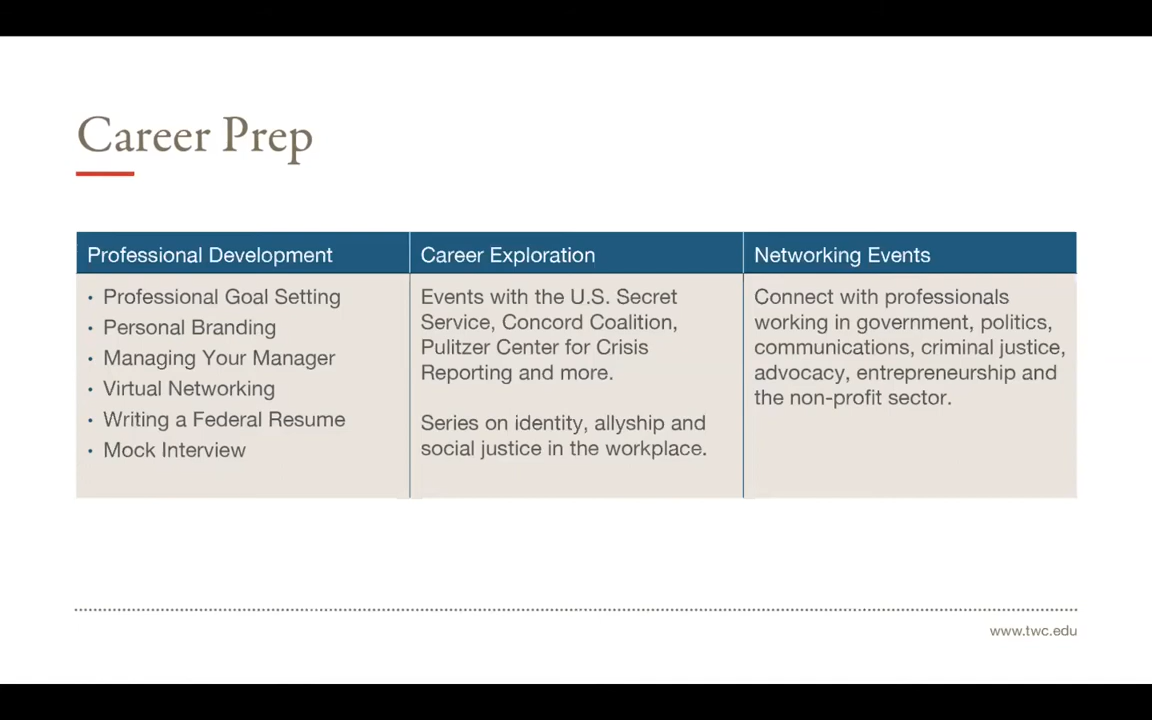 Career Prep
Professional Development
• Professional Goal Setting
• Personal Branding
• Managing Your Manager
• Virtual Networking
• Writing a Federal Resume
• Mock Interview
Career Exploration
Events with the U.S. Secret
Service, Concord Coalition,
Pulitzer Center for Crisis
Reporting and more.
Series on identity, allyship and
social justice in the workplace.
Networking Events
Connect with professionals
working in government, politics,
communications, criminal justice,
advocacy, entrepreneurship and
the non-profit sector.
www.twc.edu